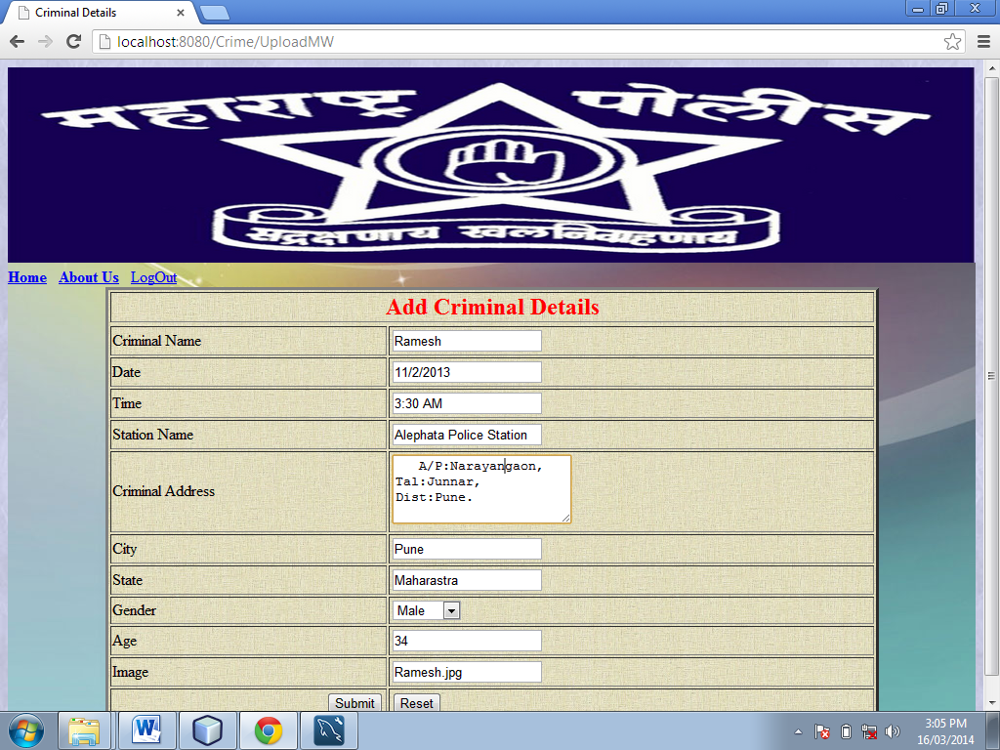 Criminal Details
localhost:8080/Crime/UploadMW
महाराष्ट्र पोलीस
सद्रक्षणाय खलनिग्रहणाय
Home About Us LogOut
Add Criminal Details
Criminal Name Ramesh
Date 11/2/2013
Time 3:30 AM
Station Name Alephata Police Station
Criminal Address A/P:Narayangaon,
Tal:Junnar,
Dist:Pune.
City Pune
State Maharastra
Gender Male
Age 34
Image Ramesh.jpg
Submit Reset
3:05 PM
16/03/2014